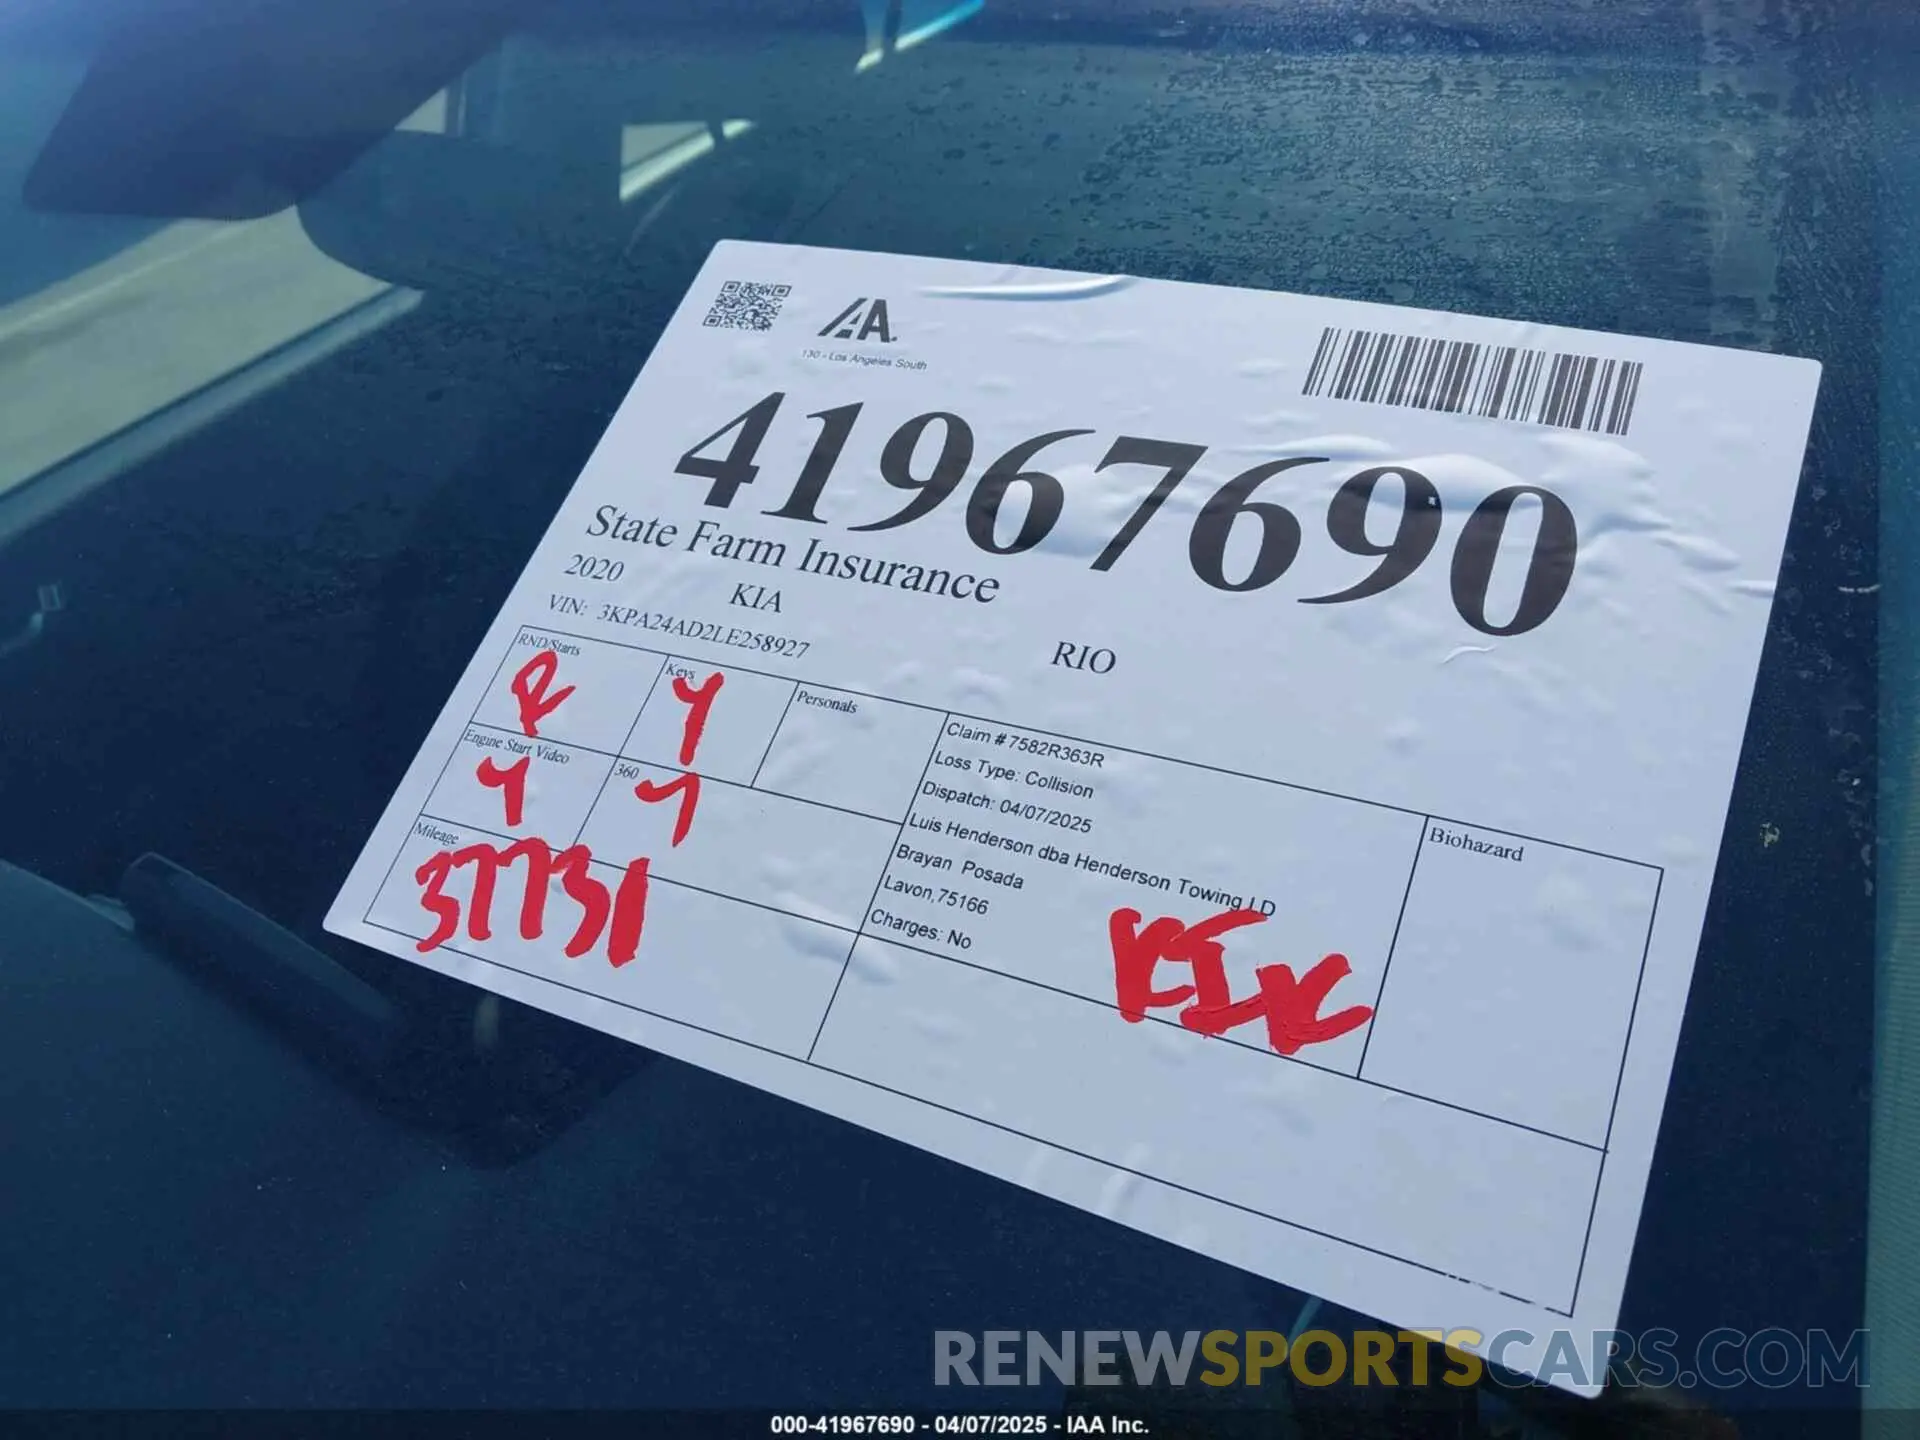 IAA
130 - Los Angeles South
41967690
State Farm Insurance
2020 KIA RIO
VIN: 3KPA24AD2LE258927
RND/Starts Keys Personals
R Y
Engine Start Video 360
Y Y
Mileage
37731
Claim # 7582R363R
Loss Type: Collision
Dispatch: 04/07/2025
Luis Henderson dba Henderson Towing LD
Brayan Posada
Lavon,75166
Charges: No
Biohazard
RENEWSPORTSCARS.COM
000-41967690 - 04/07/2025 - IAA Inc.